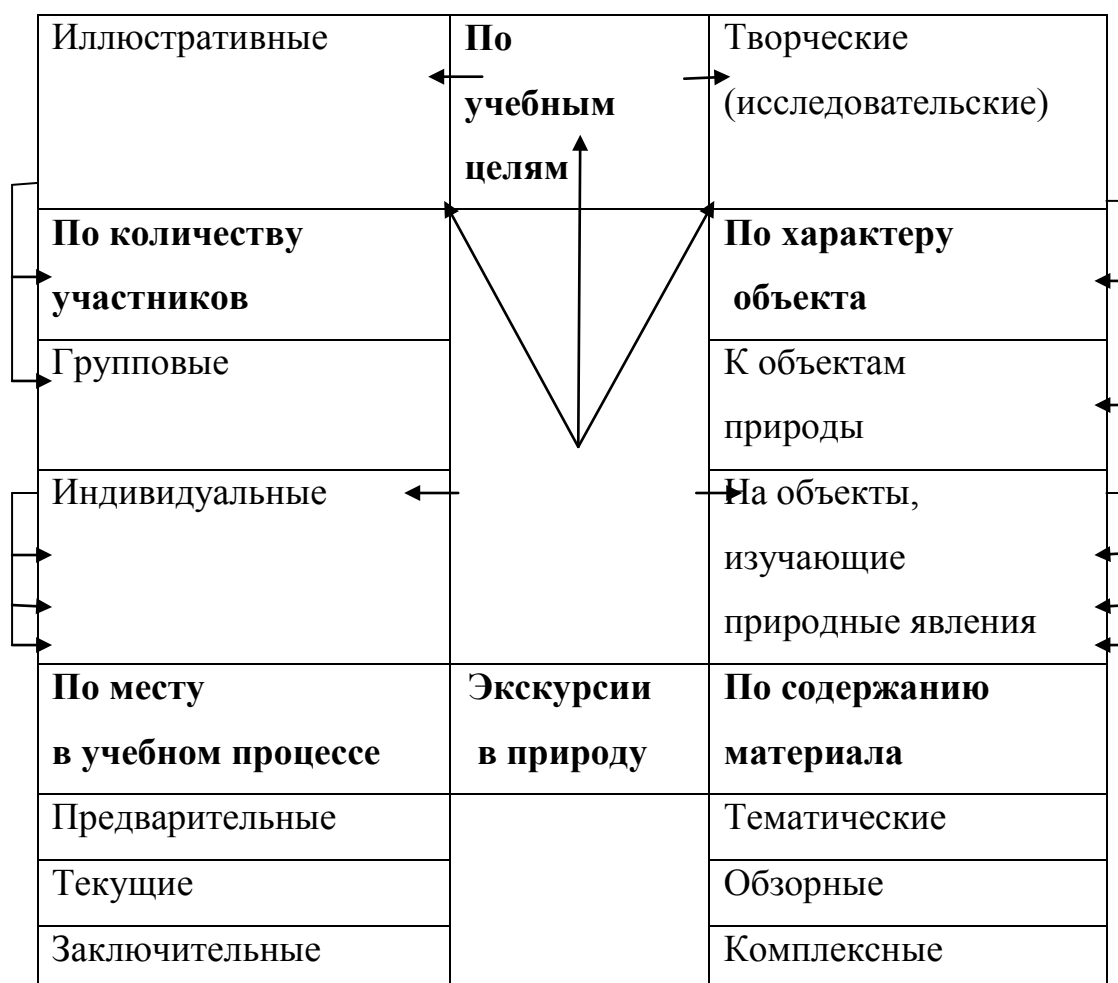 Иллюстративные
По
учебным
целям
Творческие
(исследовательские)
По количеству
участников
По характеру
объекта
Групповые
К объектам
природы
Индивидуальные
На объекты,
изучающие
природные явления
По месту
в учебном процессе
Экскурсии
в природу
По содержанию
материала
Предварительные
Тематические
Текущие
Обзорные
Заключительные
Комплексные